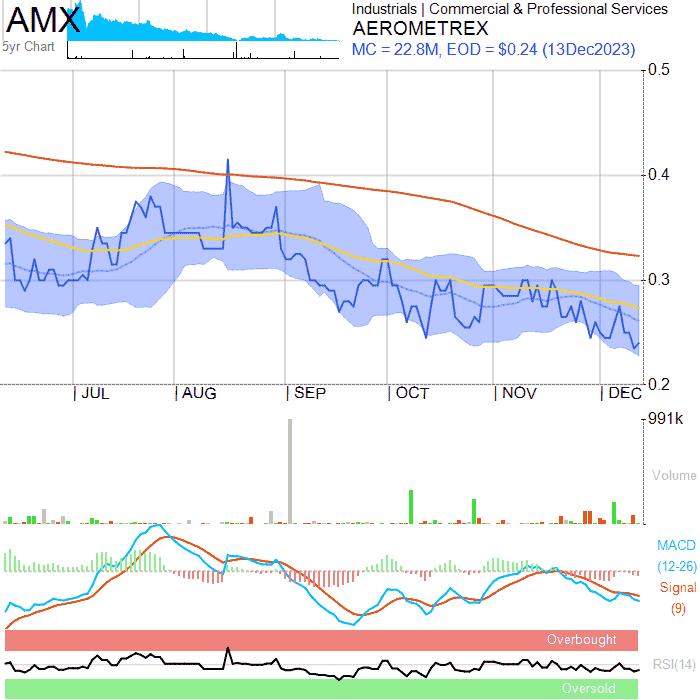 AMX
5yr Chart
Industrials | Commercial & Professional Services
AEROMETREX
MC = 22.8M, EOD = $0.24 (13Dec2023)
0.5
0.4
0.3
0.2
| JUL | AUG | SEP | OCT | NOV | DEC
991k
Volume
MACD
(12-26)
Signal
(9)
Overbought
RSI(14)
Oversold